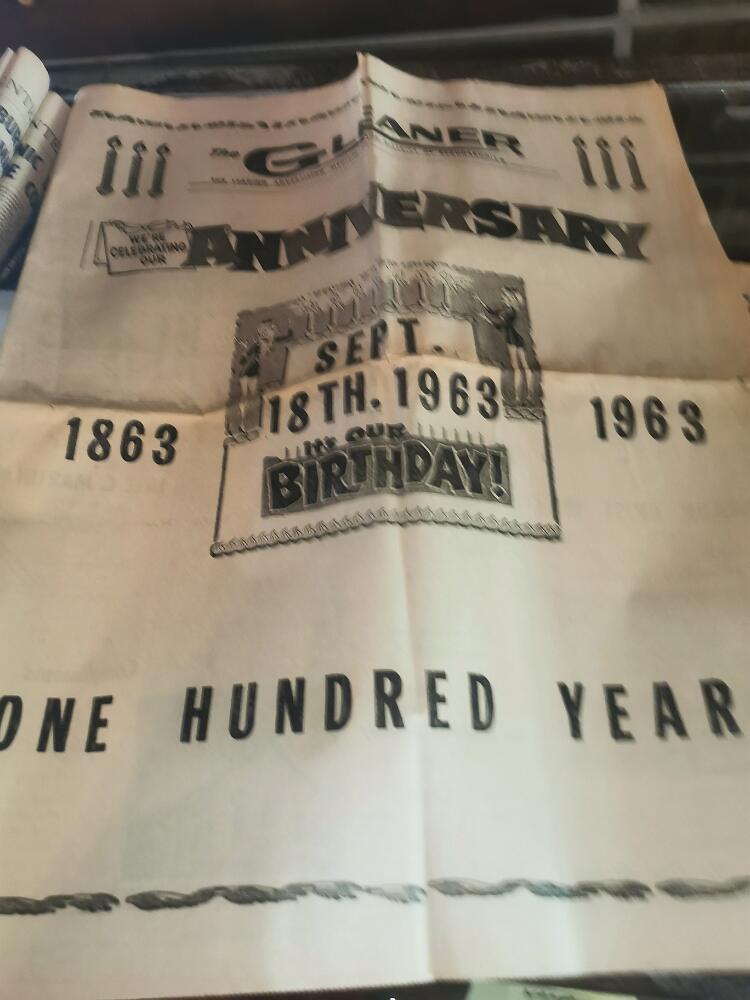 The GLEANER
WE'RE
CELEBRATING
OUR
ANNIVERSARY
SEPT.
18TH. 1963
1863
1963
IT'S OUR
BIRTHDAY!
ONE HUNDRED YEAR